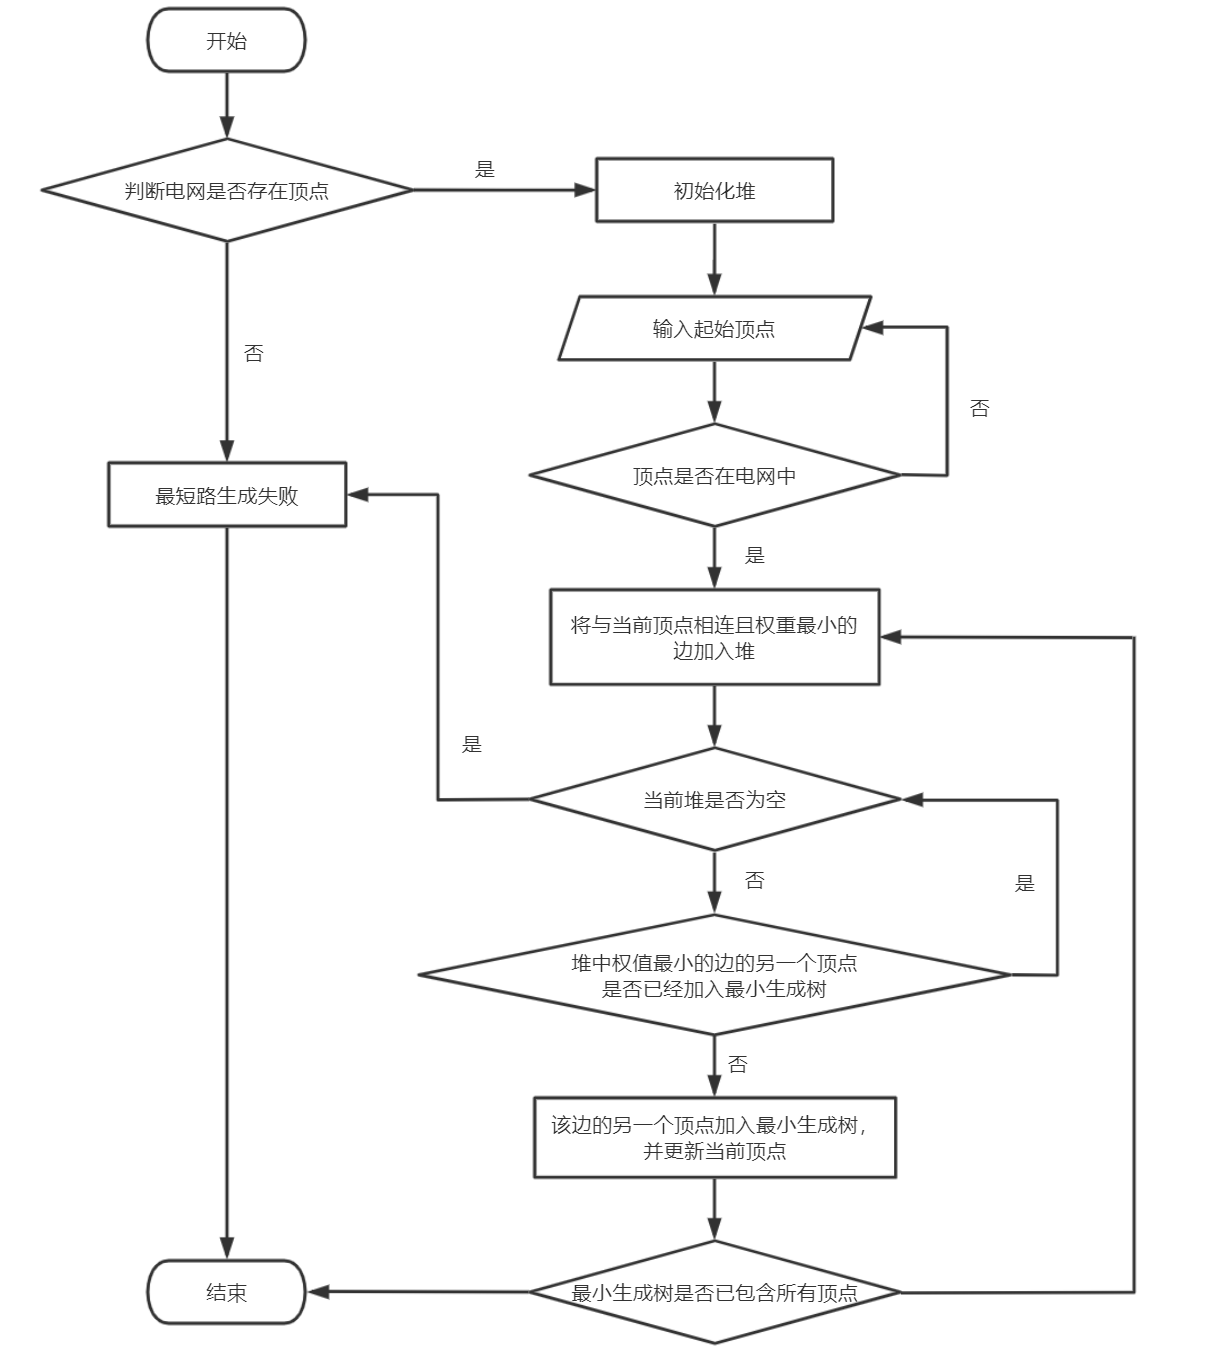 开始
判断电网是否存在顶点
是
初始化堆
输入起始顶点
否
否
顶点是否在电网中
最短路生成失败
是
将与当前顶点相连且权重最小的
边加入堆
是
当前堆是否为空
否
是
堆中权值最小的边的另一个顶点
是否已经加入最小生成树
否
该边的另一个顶点加入最小生成树，
并更新当前顶点
结束
最小生成树是否已包含所有顶点